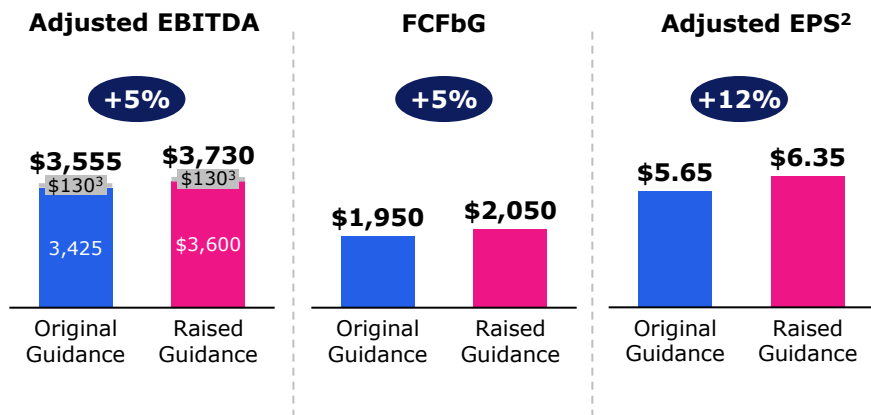 Adjusted EBITDA
+5%
$3,555
$130³
3,425
$3,730
$130³
$3,600
Original
Guidance
Raised
Guidance
FCFbG
+5%
$1,950
$2,050
Original
Guidance
Raised
Guidance
Adjusted EPS²
+12%
$5.65
$6.35
Original
Guidance
Raised
Guidance